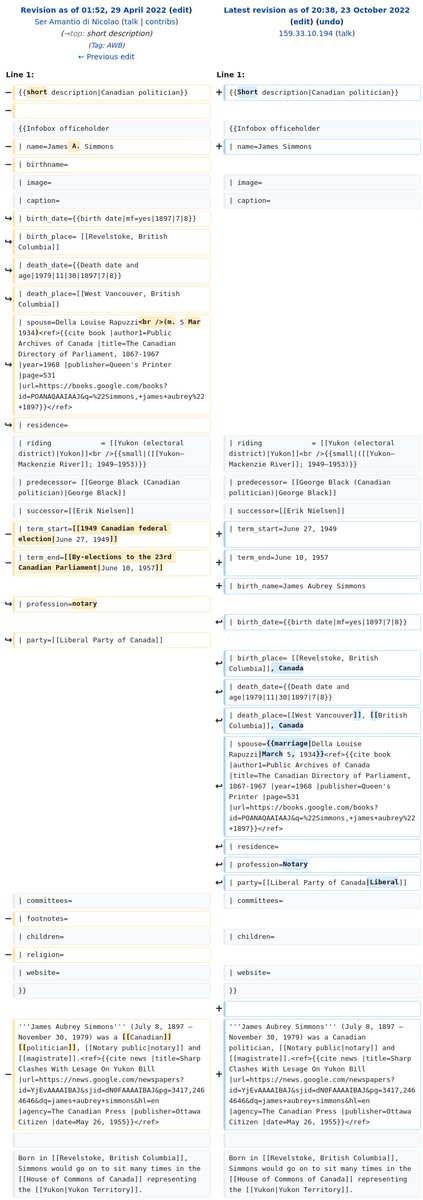 Revision as of 01:52, 29 April 2022 (edit)
Ser Amantio di Nicolao (talk | contribs)
(→top: short description)
(Tag: AWB)
← Previous edit
Latest revision as of 20:38, 23 October 2022
(edit) (undo)
159.33.10.194 (talk)
Line 1:
Line 1:
− {{short description|Canadian politician}}
+ {{Short description|Canadian politician}}
−
{{Infobox officeholder
{{Infobox officeholder
− | name=James A. Simmons
+ | name=James Simmons
− | birthname=
| image=
| image=
| caption=
| caption=
| birth_date={{birth date|mf=yes|1897|7|8}}
| birth_place= [[Revelstoke, British
Columbia]]
| death_date={{Death date and
age|1979|11|30|1897|7|8}}
| death_place=[[West Vancouver, British
Columbia]]
| spouse=Della Louise Rapuzzi<br />(m. 5 Mar
1934)<ref>{{cite book |author1=Public
Archives of Canada |title=The Canadian
Directory of Parliament, 1867-1967
|year=1968 |publisher=Queen's Printer
|page=531
|url=https://books.google.com/books?
id=POANAQAAIAAJ&q=%22Simmons,+james+aubrey%22
+1897}}</ref>
| residence=
| riding = [[Yukon (electoral
district)|Yukon]]<br />{{small|([[Yukon—
Mackenzie River]]; 1949–1953)}}
| riding = [[Yukon (electoral
district)|Yukon]]<br />{{small|([[Yukon—
Mackenzie River]]; 1949–1953)}}
| predecessor= [[George Black (Canadian
politician)|George Black]]
| predecessor= [[George Black (Canadian
politician)|George Black]]
| successor=[[Erik Nielsen]]
| successor=[[Erik Nielsen]]
− | term_start=[[1949 Canadian federal
election|June 27, 1949]]
+ | term_start=June 27, 1949
− | term_end=[[By-elections to the 23rd
Canadian Parliament|June 10, 1957]]
+ | term_end=June 10, 1957
+ | birth_name=James Aubrey Simmons
| profession=notary
| birth_date={{birth date|mf=yes|1897|7|8}}
| party=[[Liberal Party of Canada]]
| birth_place= [[Revelstoke, British
Columbia]], Canada
| death_date={{Death date and
age|1979|11|30|1897|7|8}}
| death_place=[[West Vancouver]], [[British
Columbia]], Canada
| spouse={{marriage|Della Louise
Rapuzzi|March 5, 1934}}<ref>{{cite book
|author1=Public Archives of Canada
|title=The Canadian Directory of Parliament,
1867-1967 |year=1968 |publisher=Queen's
Printer |page=531
|url=https://books.google.com/books?
id=POANAQAAIAAJ&q=%22Simmons,+james+aubrey%22
+1897}}</ref>
| residence=
| profession=Notary
| party=[[Liberal Party of Canada|Liberal]]
| committees=
| committees=
− | footnotes=
| children=
| children=
− | religion=
| website=
| website=
}}
}}
+
− '''James Aubrey Simmons''' (July 8, 1897 –
November 30, 1979) was a [[Canadian]]
[[politician]], [[Notary public|notary]] and
[[magistrate]].<ref>{{cite news |title=Sharp
Clashes With Lesage On Yukon Bill
|url=https://news.google.com/newspapers?
id=YjEvAAAAIBAJ&sjid=dN0FAAAAIBAJ&pg=3417,246
4646&dq=james+aubrey+simmons&hl=en
|agency=The Canadian Press |publisher=Ottawa
Citizen |date=May 26, 1955}}</ref>
+ '''James Aubrey Simmons''' (July 8, 1897 –
November 30, 1979) was a Canadian
politician, [[Notary public|notary]] and
[[magistrate]].<ref>{{cite news |title=Sharp
Clashes With Lesage On Yukon Bill
|url=https://news.google.com/newspapers?
id=YjEvAAAAIBAJ&sjid=dN0FAAAAIBAJ&pg=3417,246
4646&dq=james+aubrey+simmons&hl=en
|agency=The Canadian Press |publisher=Ottawa
Citizen |date=May 26, 1955}}</ref>
Born in [[Revelstoke, British Columbia]],
Simmons would go on to sit many times in the
[[House of Commons of Canada]] representing
the [[Yukon|Yukon Territory]].
Born in [[Revelstoke, British Columbia]],
Simmons would go on to sit many times in the
[[House of Commons of Canada]] representing
the [[Yukon|Yukon Territory]].